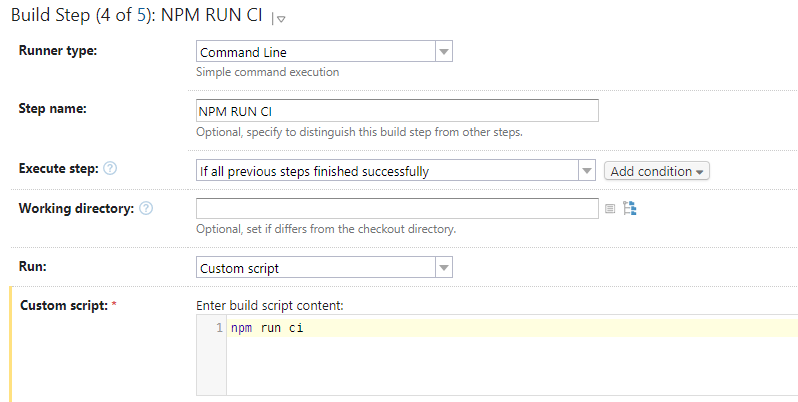 Build Step (4 of 5): NPM RUN CI
Runner type:
Command Line
Simple command execution
Step name:
NPM RUN CI
Optional, specify to distinguish this build step from other steps.
Execute step:
If all previous steps finished successfully
Add condition
Working directory:
Optional, set if differs from the checkout directory.
Run:
Custom script
Custom script: *
Enter build script content:
1 npm run ci